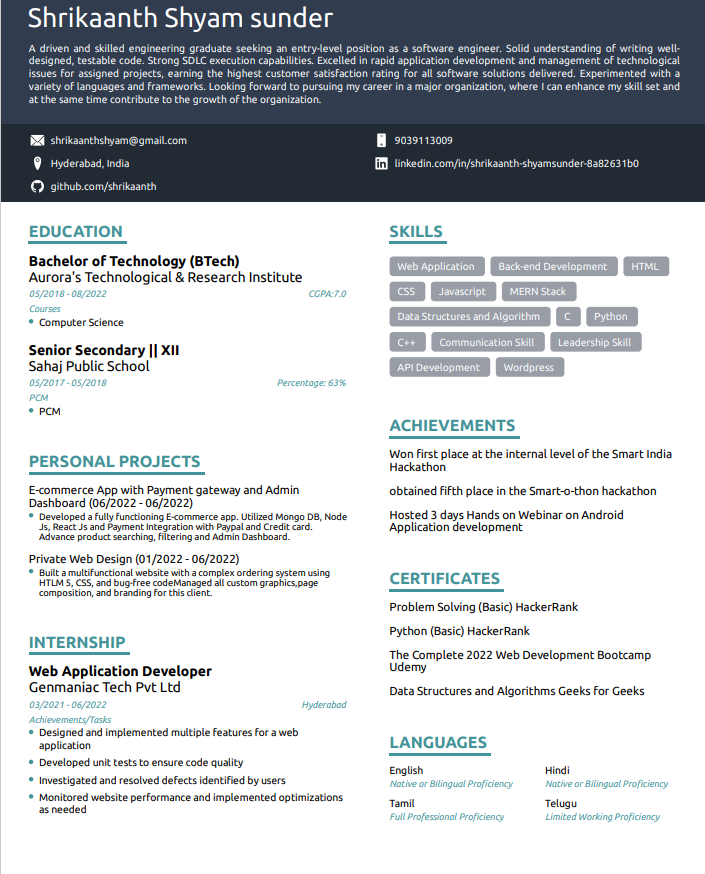 Shrikaanth Shyam sunder
A driven and skilled engineering graduate seeking an entry-level position as a software engineer. Solid understanding of writing well-
designed, testable code. Strong SDLC execution capabilities. Excelled in rapid application development and management of technological
issues for assigned projects, earning the highest customer satisfaction rating for all software solutions delivered. Experimented with a
variety of languages and frameworks. Looking forward to pursuing my career in a major organization, where I can enhance my skill set and
at the same time contribute to the growth of the organization.
shrikaanthshyam@gmail.com
9039113009
Hyderabad, India
linkedin.com/in/shrikaanth-shyamsunder-8a82631b0
github.com/shrikaanth
EDUCATION
Bachelor of Technology (BTech)
Aurora's Technological & Research Institute
05/2018 - 08/2022 CGPA:7.0
Courses
Computer Science
Senior Secondary || XII
Sahaj Public School
05/2017 - 05/2018 Percentage: 63%
PCM
PCM
PERSONAL PROJECTS
E-commerce App with Payment gateway and Admin
Dashboard (06/2022 - 06/2022)
Developed a fully functioning E-commerce app. Utilized Mongo DB, Node
Js, React Js and Payment Integration with Paypal and Credit card.
Advance product searching, filtering and Admin Dashboard.
Private Web Design (01/2022 - 06/2022)
Built a multifunctional website with a complex ordering system using
HTLM 5, CSS, and bug-free codeManaged all custom graphics,page
composition, and branding for this client.
INTERNSHIP
Web Application Developer
Genmaniac Tech Pvt Ltd
03/2021 - 06/2022 Hyderabad
Achievements/Tasks
Designed and implemented multiple features for a web
application
Developed unit tests to ensure code quality
Investigated and resolved defects identified by users
Monitored website performance and implemented optimizations
as needed
SKILLS
Web Application Back-end Development HTML
CSS Javascript MERN Stack
Data Structures and Algorithm C Python
C++ Communication Skill Leadership Skill
API Development Wordpress
ACHIEVEMENTS
Won first place at the internal level of the Smart India
Hackathon
obtained fifth place in the Smart-o-thon hackathon
Hosted 3 days Hands on Webinar on Android
Application development
CERTIFICATES
Problem Solving (Basic) HackerRank
Python (Basic) HackerRank
The Complete 2022 Web Development Bootcamp
Udemy
Data Structures and Algorithms Geeks for Geeks
LANGUAGES
English Hindi
Native or Bilingual Proficiency Native or Bilingual Proficiency
Tamil Telugu
Full Professional Proficiency Limited Working Proficiency